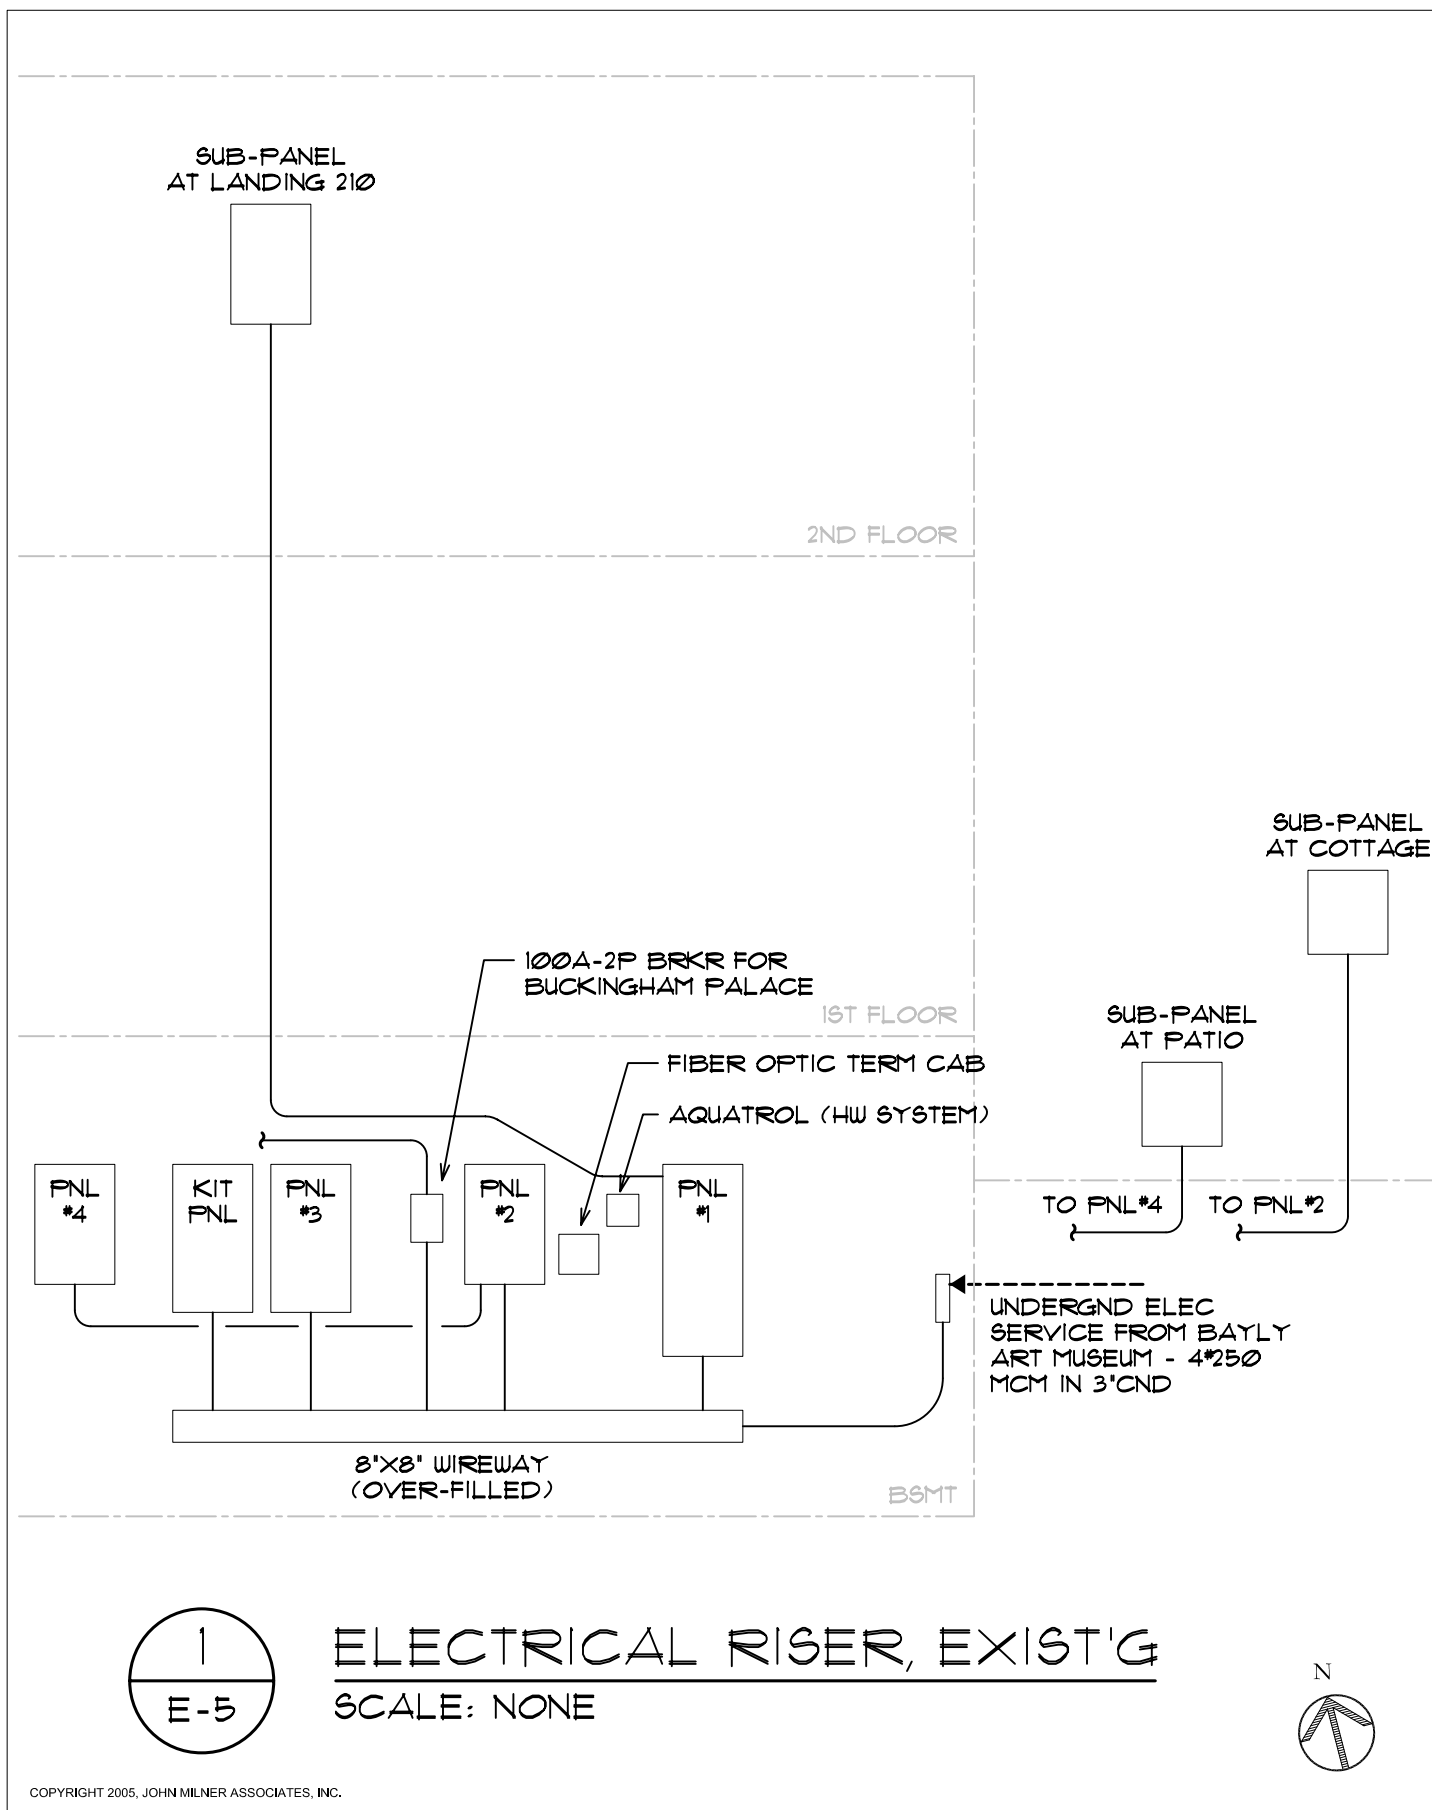 SUB-PANEL
AT LANDING 210
2ND FLOOR
SUB-PANEL
AT COTTAGE
100A-2P BRKR FOR
BUCKINGHAM PALACE
1ST FLOOR
SUB-PANEL
AT PATIO
FIBER OPTIC TERM CAB
AQUATROL (HW SYSTEM)
PNL
#4
KIT
PNL
PNL
#3
PNL
#2
PNL
#1
TO PNL#4
TO PNL#2
UNDERGND ELEC
SERVICE FROM BAYLY
ART MUSEUM - 4#250
MCM IN 3"CND
8"X8" WIREWAY
(OVER-FILLED)
BSMT
1
E-5
ELECTRICAL RISER, EXIST'G
SCALE: NONE
N
COPYRIGHT 2005, JOHN MILNER ASSOCIATES, INC.